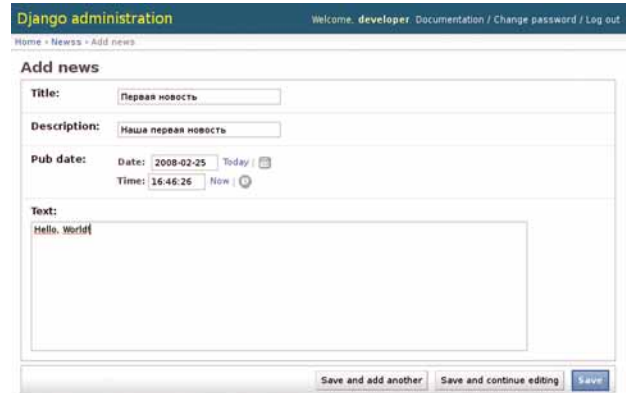 Django administration
Welcome, developer Documentation / Change password / Log out
Home › Newss › Add news
Add news
Title: Первая новость
Description: Наша первая новость
Pub date: Date: 2008-02-25 Today |
Time: 16:46:26 Now |
Text:
Hello, World!
Save and add another Save and continue editing Save